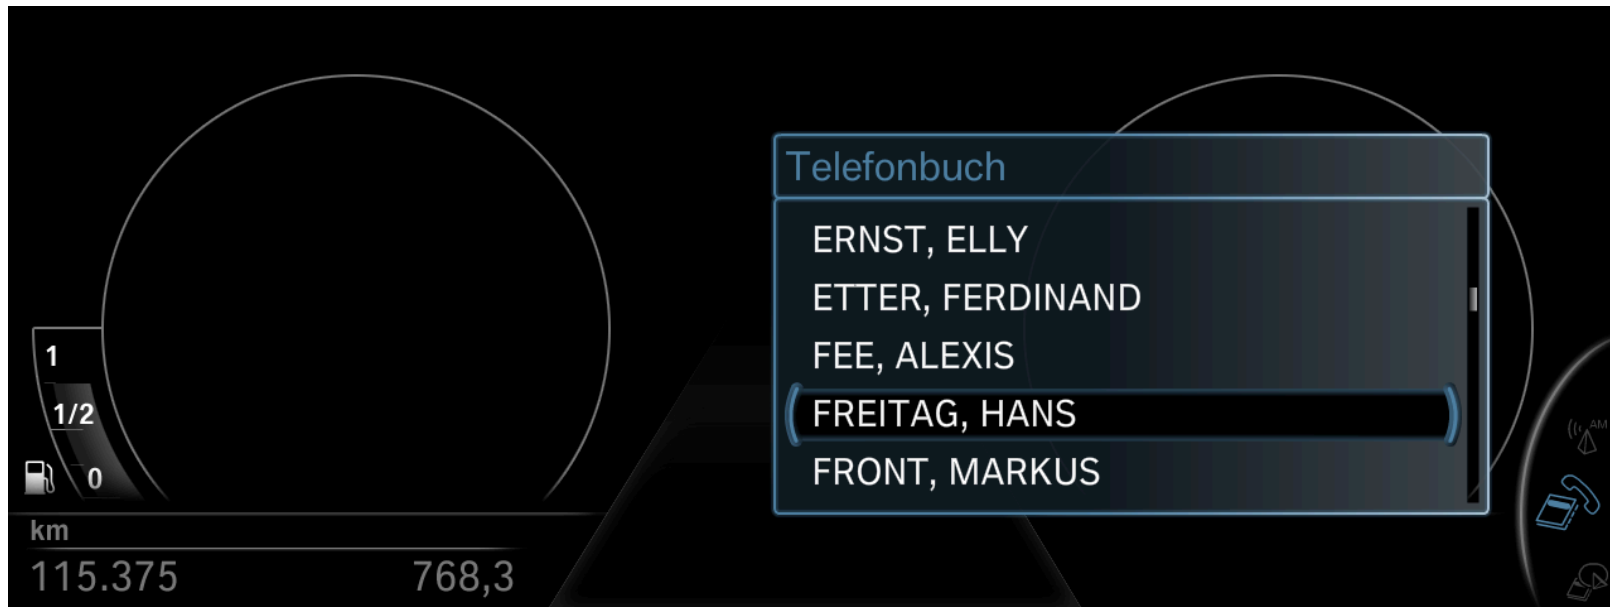 Telefonbuch
ERNST, ELLY
ETTER, FERDINAND
FEE, ALEXIS
FREITAG, HANS
FRONT, MARKUS
1
1/2
0
AM
km
115.375 768,3